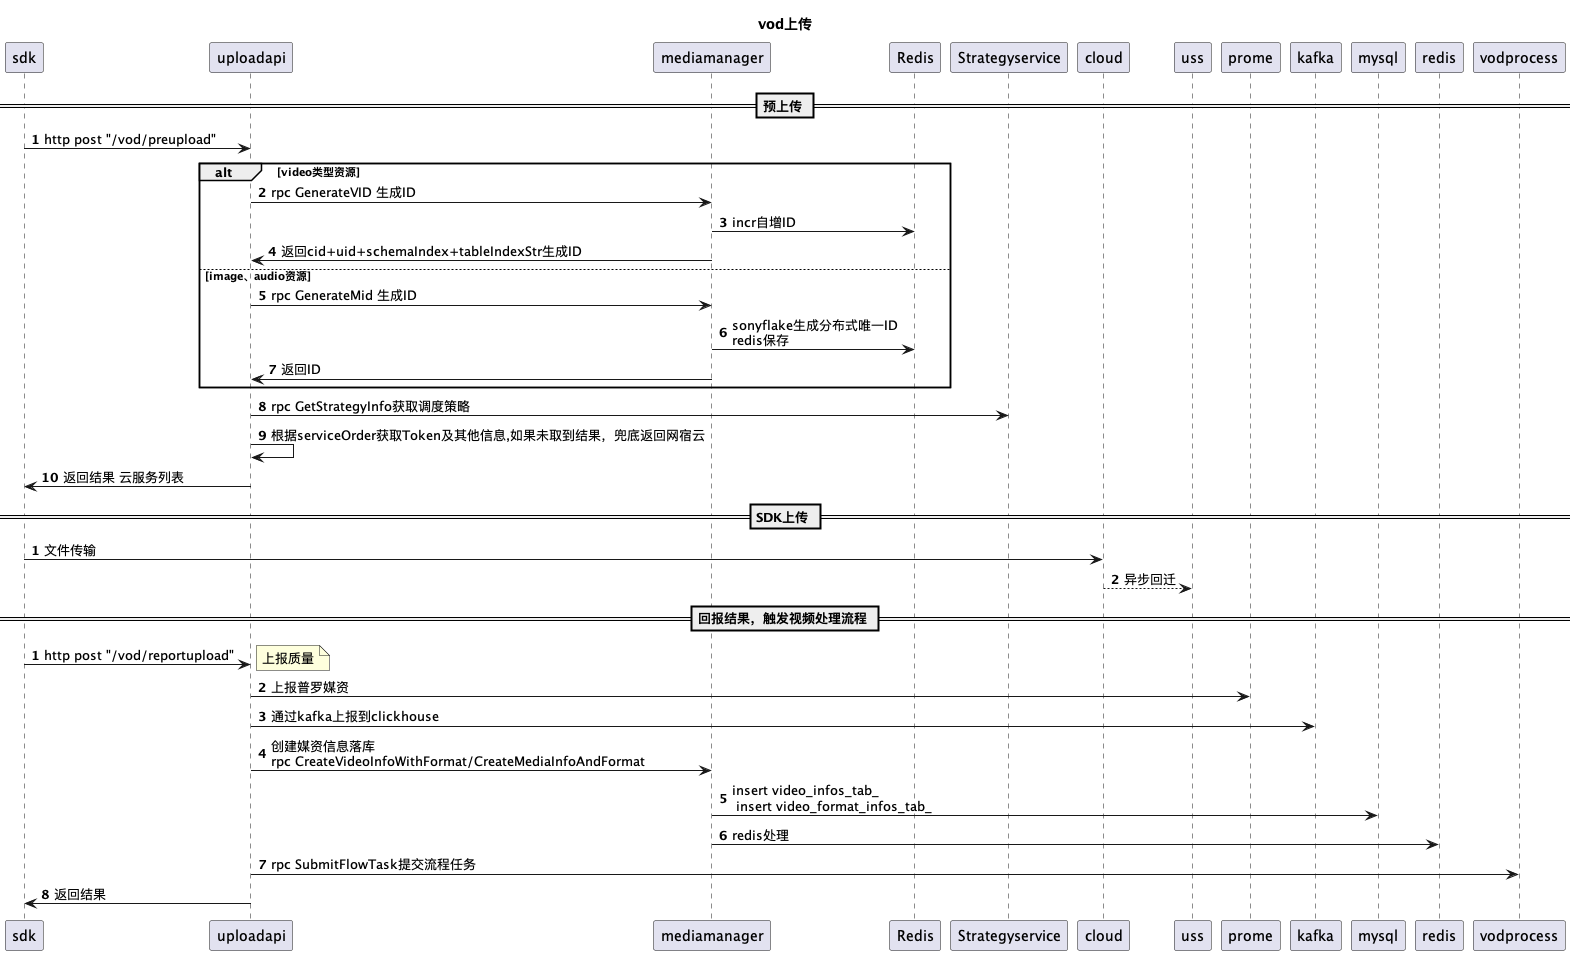 vod上传
sdk uploadapi mediamanager Redis Strategyservice cloud uss prome kafka mysql redis vodprocess
预上传
1 http post "/vod/preupload"
alt [video类型资源]
2 rpc GenerateVID 生成ID
3 incr自增ID
4 返回cid+uid+schemaIndex+tableIndexStr生成ID
[image、audio资源]
5 rpc GenerateMid 生成ID
6 sonyflake生成分布式唯一ID
redis保存
7 返回ID
8 rpc GetStrategyInfo获取调度策略
9 根据serviceOrder获取Token及其他信息,如果未取到结果，兜底返回网宿云
10 返回结果 云服务列表
SDK上传
1 文件传输
2 异步回迁
回报结果，触发视频处理流程
1 http post "/vod/reportupload"
上报质量
2 上报普罗媒资
3 通过kafka上报到clickhouse
4 创建媒资信息落库
rpc CreateVideoInfoWithFormat/CreateMediaInfoAndFormat
5 insert video_infos_tab_
insert video_format_infos_tab_
6 redis处理
7 rpc SubmitFlowTask提交流程任务
8 返回结果
sdk uploadapi mediamanager Redis Strategyservice cloud uss prome kafka mysql redis vodprocess